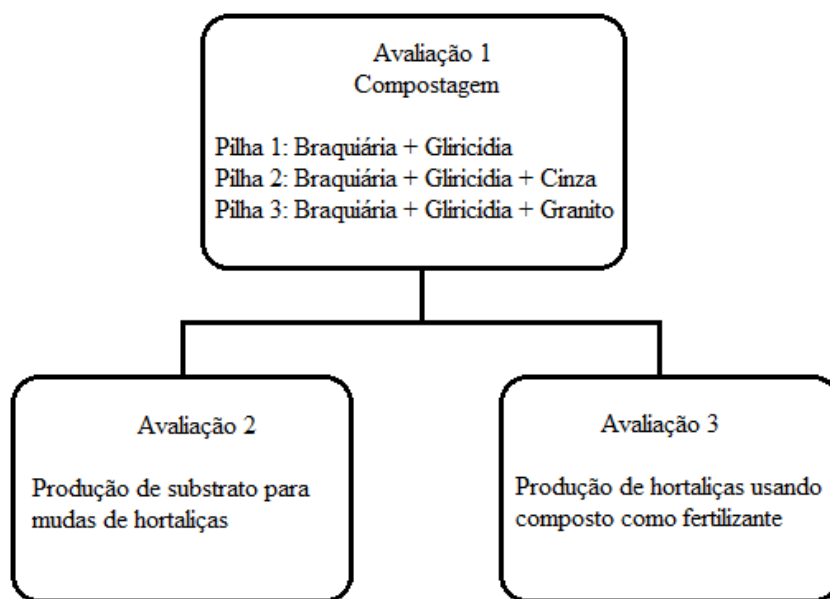 Avaliação 1
Compostagem
Pilha 1: Braquiária + Gliricídia
Pilha 2: Braquiária + Gliricídia + Cinza
Pilha 3: Braquiária + Gliricídia + Granito
Avaliação 2
Produção de substrato para
mudas de hortaliças
Avaliação 3
Produção de hortaliças usando
composto como fertilizante